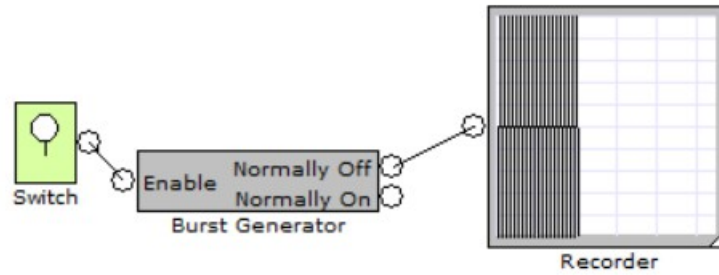 Switch
Enable
Normally Off
Normally On
Burst Generator
Recorder